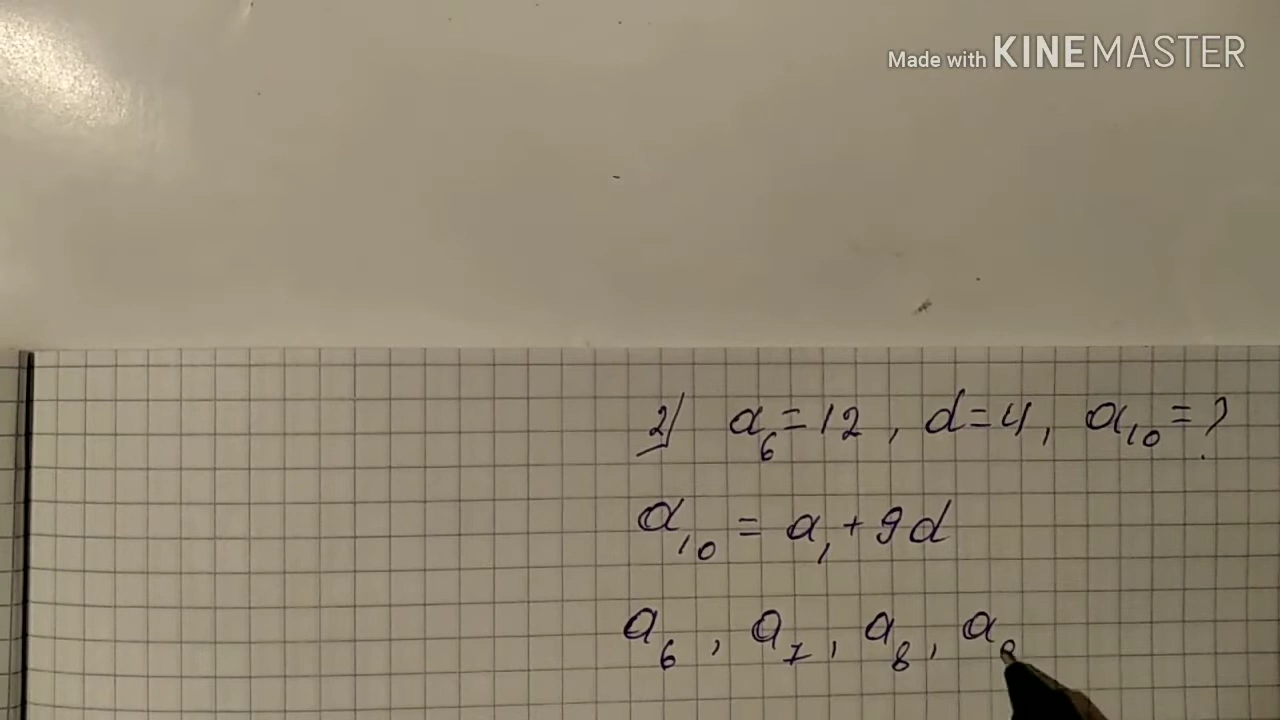 Made with KINEMASTER
2) a₆ = 12 , d = 4 , a₁₀ = ?
a₁₀ = a₁ + 9d
a₆ , a₇ , a₈ , a